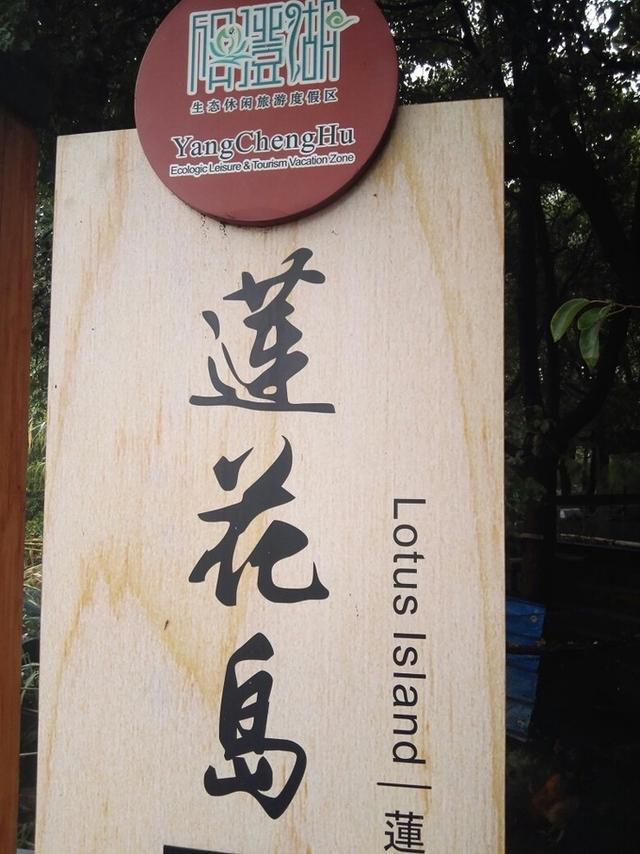 阳澄湖
生态休闲旅游度假区
YangChengHu
Ecologic Leisure & Tourism Vacation Zone
蓮花島
Lotus Island | 蓮